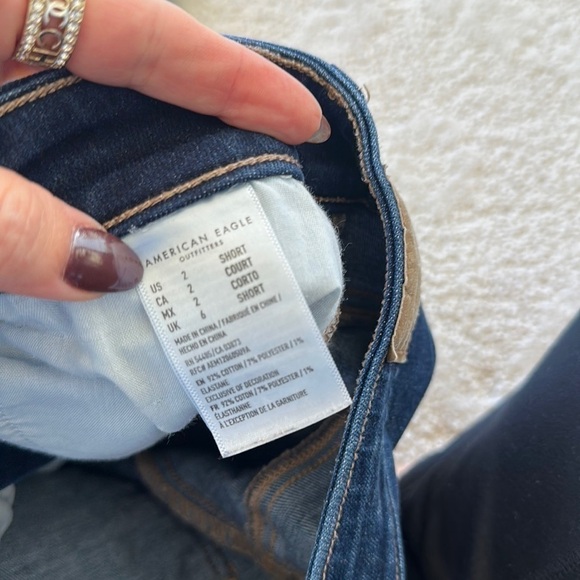 AMERICAN EAGLE
OUTFITTERS
US 2 SHORT
CA 2 COURT
MX 2 CORTO
UK 6 SHORT
MADE IN CHINA / FABRIQUÉ EN CHINE /
HECHO EN CHINA
EN 92% COTTON / 7% POLYESTER / 1%
ELASTANE
EXCLUSIVE OF DECORATION
FR 92% COTON / 7% POLYESTER / 1%
ÉLASTHANNE
À L'EXCEPTION DE LA GARNITURE